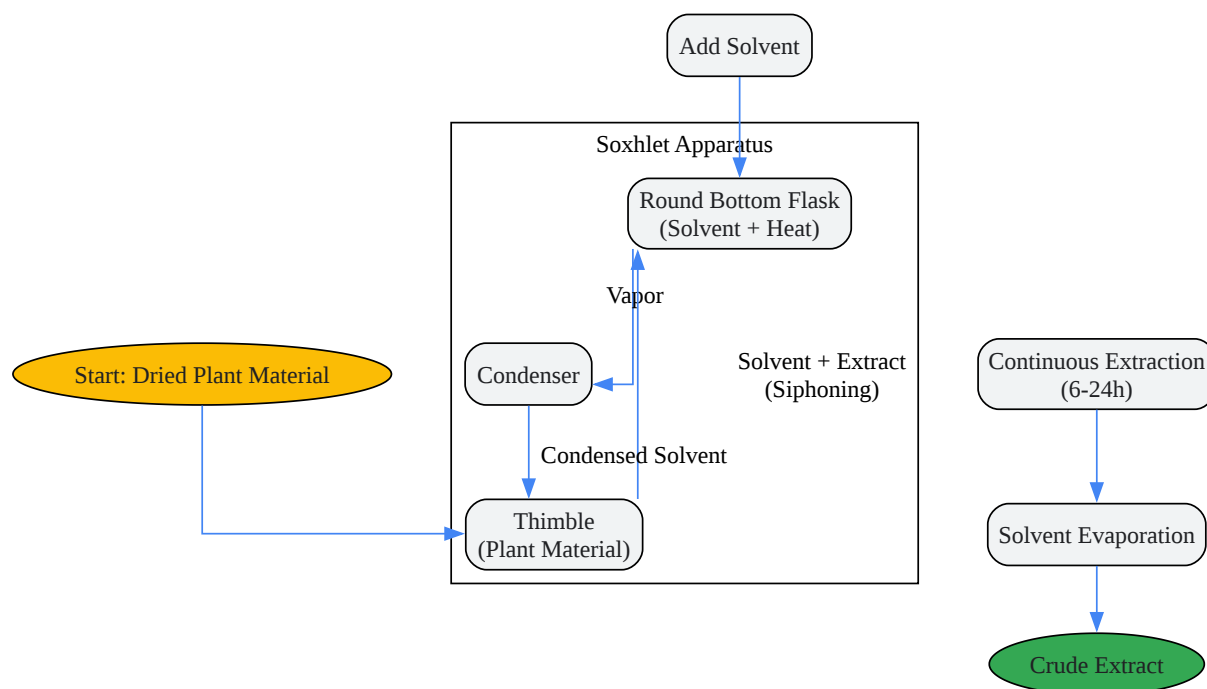 Add Solvent
Soxhlet Apparatus
Round Bottom Flask
(Solvent + Heat)
Vapor
Start: Dried Plant Material
Condenser
Solvent + Extract
(Siphoning)
Continuous Extraction
(6-24h)
Condensed Solvent
Thimble
(Plant Material)
Solvent Evaporation
Crude Extract